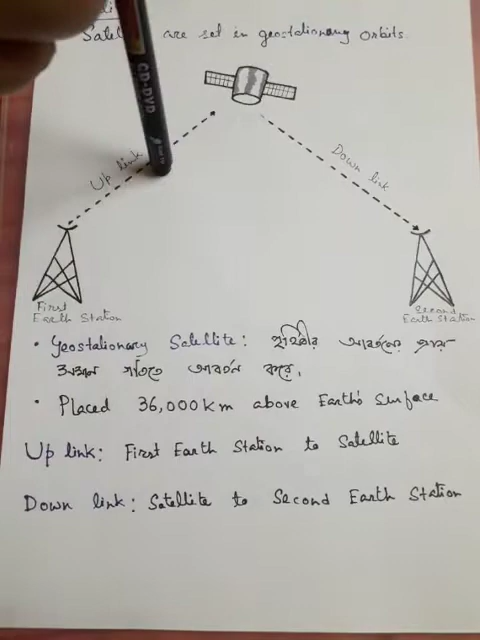 are set in geostationary orbits.
CD-DVD
Up link
Down link
First
Earth Station
Second
Earth Station
• Geostationary Satellite: পৃথিবীর আবর্তনের
গতিতে আবর্তন করে।
• Placed 36,000km above Earth's Surface
Up link: First Earth Station to Satellite
Down link: Satellite to Second Earth Station